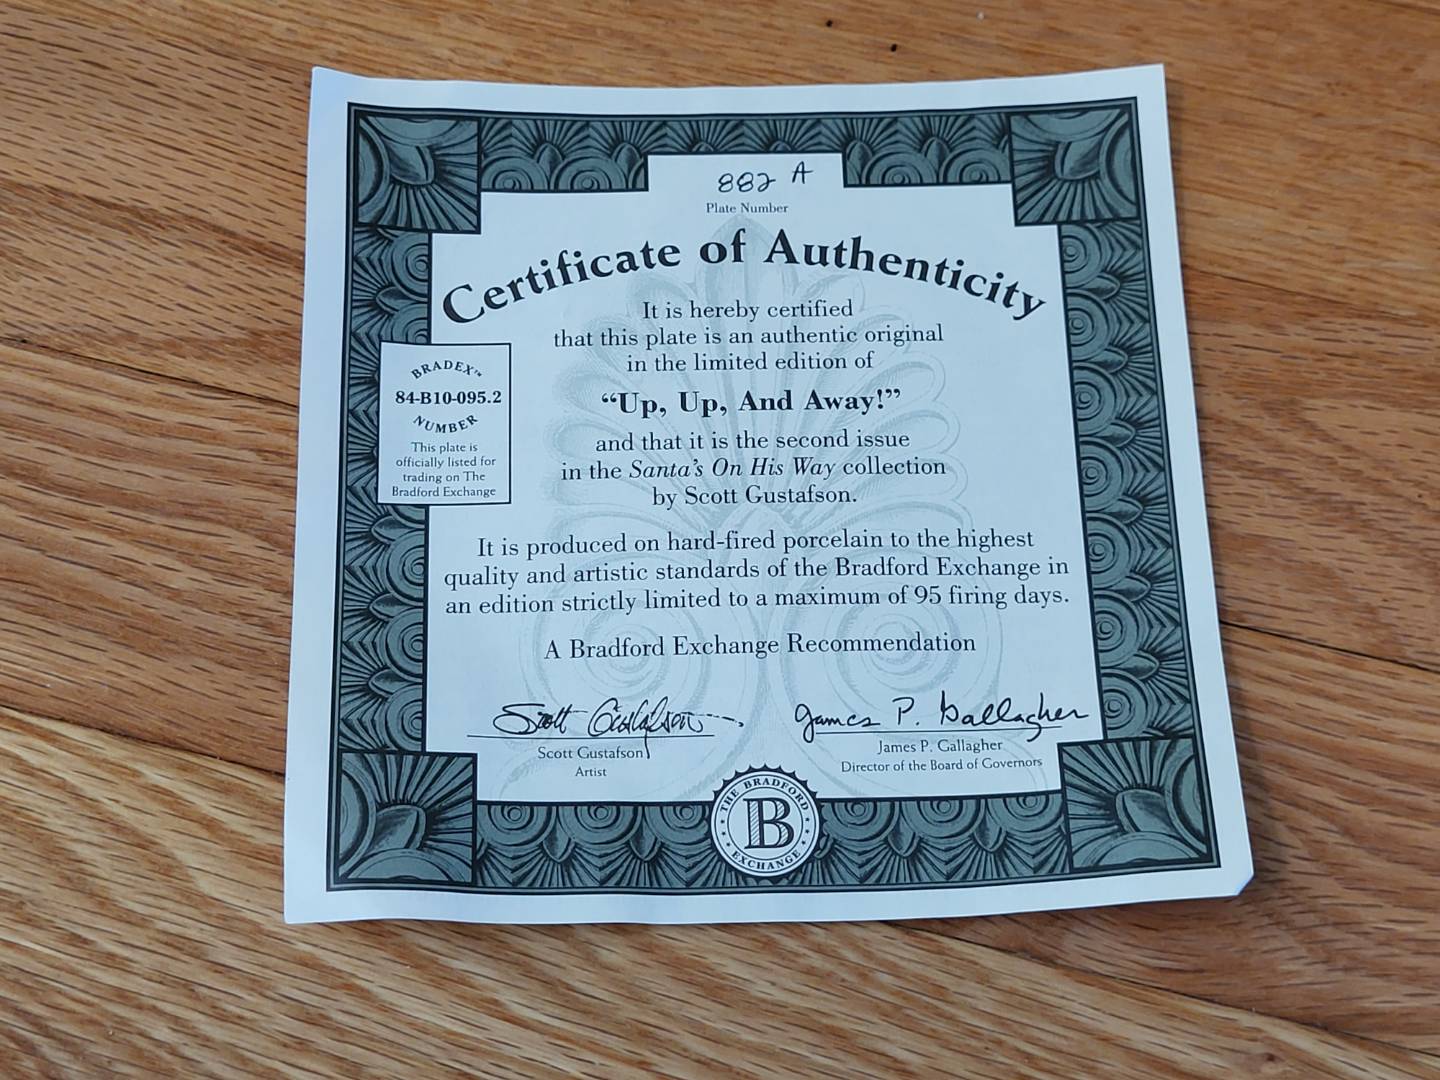 882 A
Plate Number
Certificate of Authenticity
It is hereby certified
that this plate is an authentic original
in the limited edition of
“Up, Up, And Away!”
and that it is the second issue
in the Santa's On His Way collection
by Scott Gustafson.
BRADEX™
84-B10-095.2
NUMBER
This plate is
officially listed for
trading on The
Bradford Exchange
It is produced on hard-fired porcelain to the highest
quality and artistic standards of the Bradford Exchange in
an edition strictly limited to a maximum of 95 firing days.
A Bradford Exchange Recommendation
Scott Gustafson
Scott Gustafson
Artist
James P. Gallagher
James P. Gallagher
Director of the Board of Governors
THE BRADFORD
B
EXCHANGE